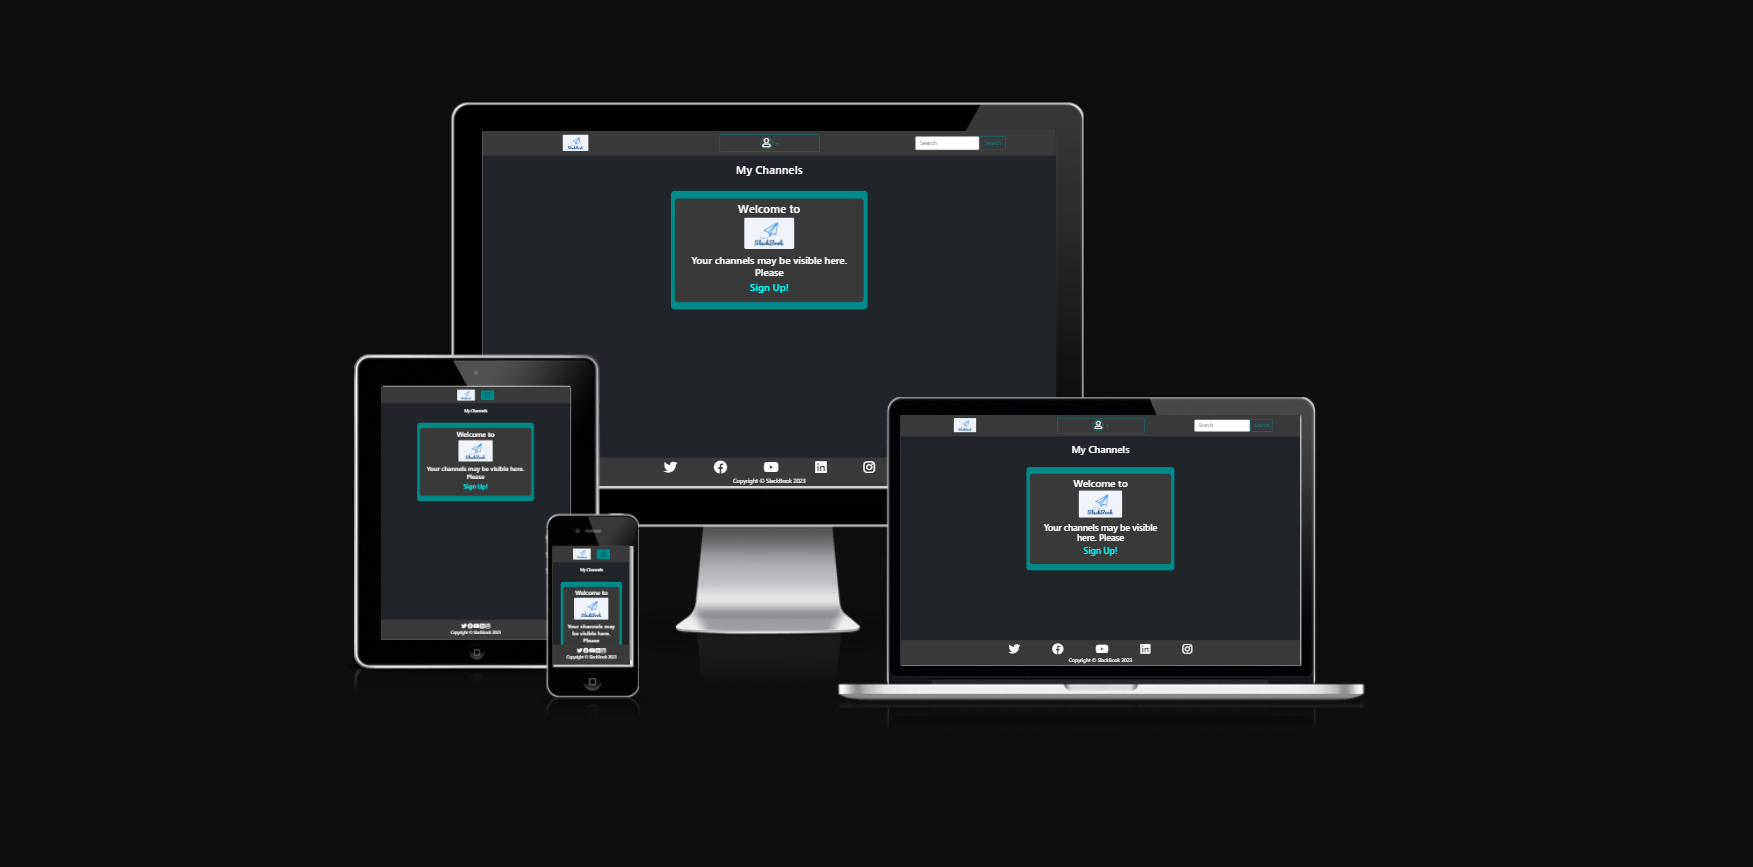 SlackBook
Search
Search
My Channels
Welcome to
SlackBook
Your channels may be visible here.
Please
Sign Up!
Copyright © SlackBook 2023
My Channels
Welcome to
SlackBook
Your channels may be visible here.
Please
Sign Up!
Copyright © SlackBook 2023
My Channels
Welcome to
SlackBook
Your channels may
be visible here.
Please
Copyright © SlackBook 2023
Search
Search
My Channels
Welcome to
SlackBook
Your channels may be visible
here. Please
Sign Up!
Copyright © SlackBook 2023